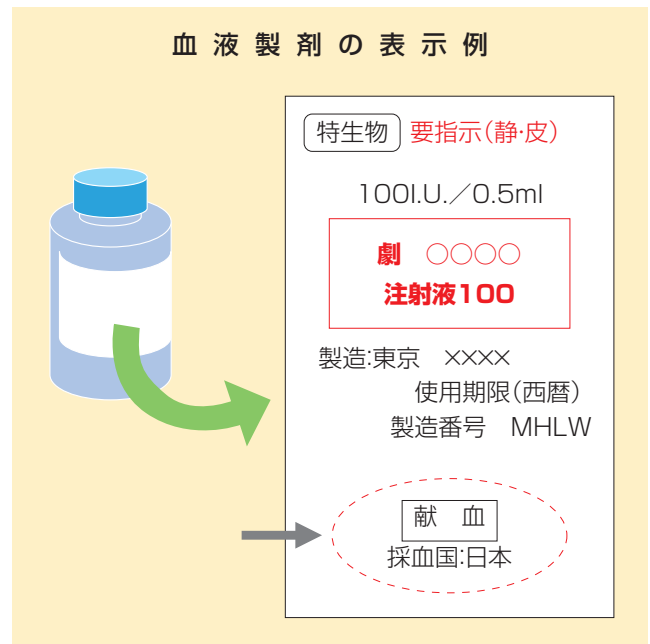 血液製剤の表示例
特生物 要指示(静・皮)
100I.U./0.5ml
劇 ○○○○
注射液100
製造:東京 ××××
使用期限(西暦)
製造番号 MHLW
献 血
採血国:日本